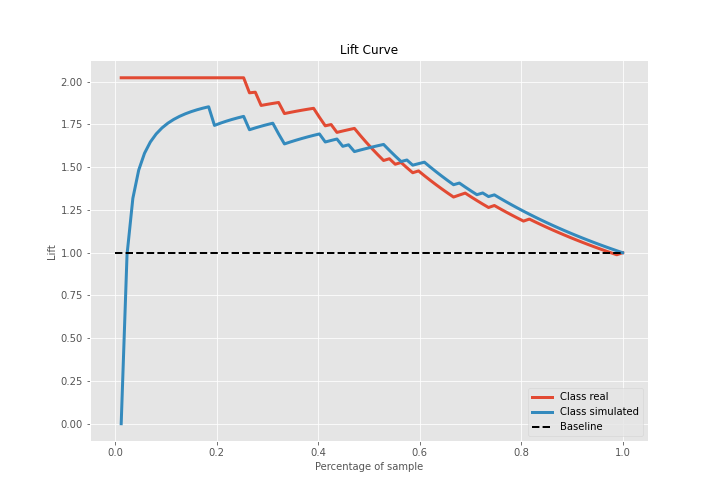 Lift Curve
2.00
1.75
1.50
1.25
1.00
0.75
0.50
0.25
0.00
Lift
0.0
0.2
0.4
0.6
0.8
1.0
Percentage of sample
Class real
Class simulated
Baseline